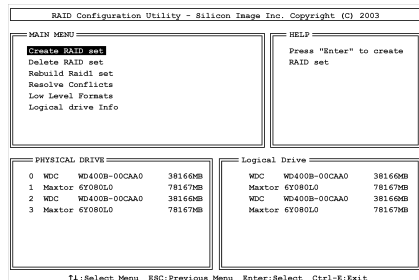 RAID Configuration Utility - Silicon Image Inc. Copyright (C) 2003
MAIN MENU
Create RAID set
Delete RAID set
Rebuild Raid1 set
Resolve Conflicts
Low Level Formats
Logical drive Info
HELP
Press "Enter" to create
RAID set
PHYSICAL DRIVE
0 WDC WD400B-00CAA0 38166MB
1 Maxtor 6Y080L0 78167MB
2 WDC WD400B-00CAA0 38166MB
3 Maxtor 6Y080L0 78167MB
Logical Drive
WDC WD400B-00CAA0 38166MB
Maxtor 6Y080L0 78167MB
WDC WD400B-00CAA0 38166MB
Maxtor 6Y080L0 78167MB
↑↓:Select Menu ESC:Previous Menu Enter:Select Ctrl-E:Exit